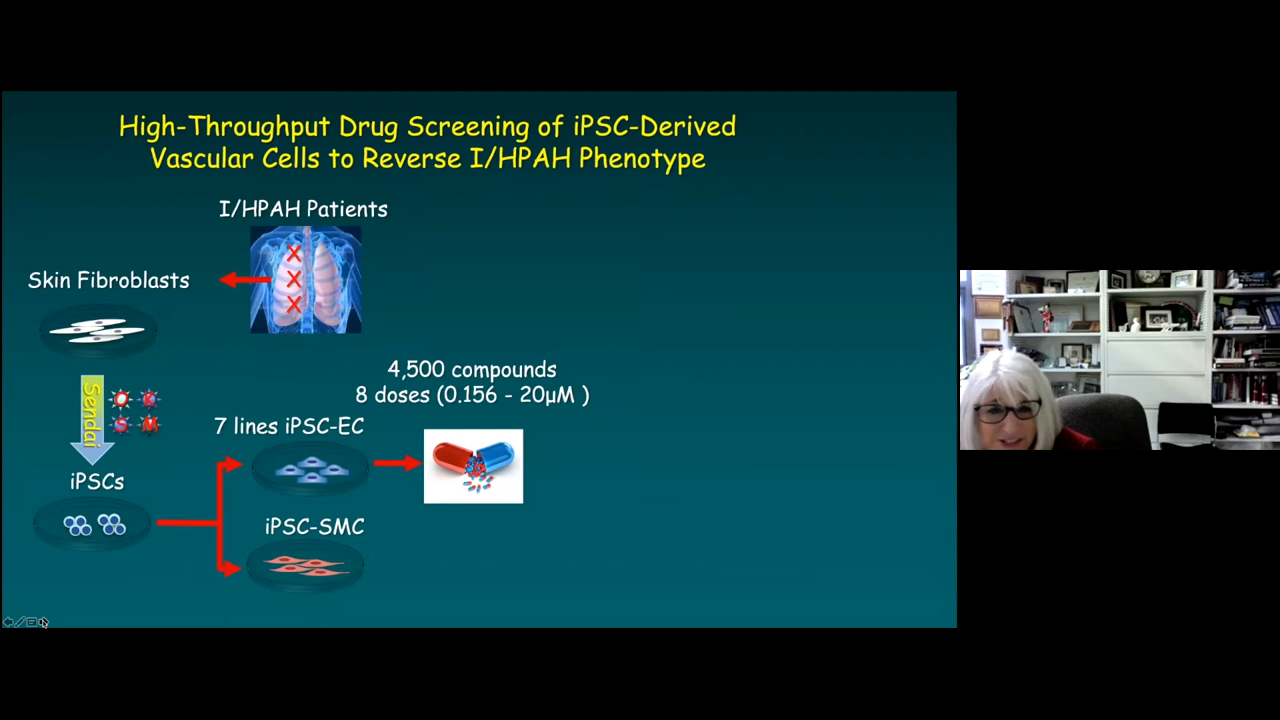 High-Throughput Drug Screening of iPSC-Derived
Vascular Cells to Reverse I/HPAH Phenotype
I/HPAH Patients
X
X
X
Skin Fibroblasts
Sendai
O K
S M
iPSCs
4,500 compounds
8 doses (0.156 - 20µM )
7 lines iPSC-EC
iPSC-SMC